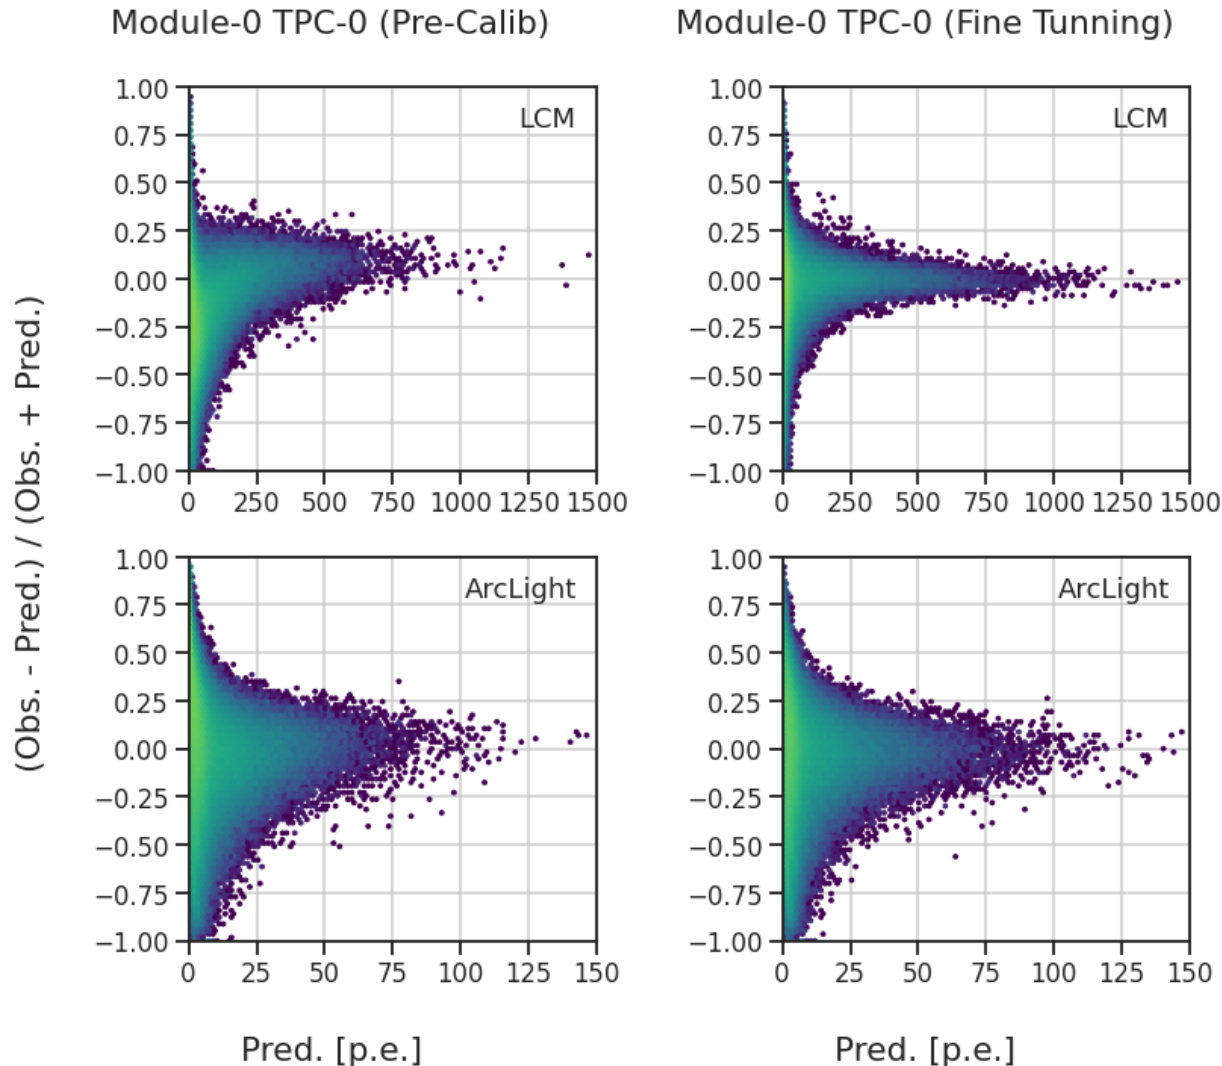 Module-0 TPC-0 (Pre-Calib)
Module-0 TPC-0 (Fine Tunning)
(Obs. - Pred.) / (Obs. + Pred.)
LCM
1.00
0.75
0.50
0.25
0.00
−0.25
−0.50
−0.75
−1.00
0 250 500 750 1000 1250 1500
LCM
1.00
0.75
0.50
0.25
0.00
−0.25
−0.50
−0.75
−1.00
0 250 500 750 1000 1250 1500
ArcLight
1.00
0.75
0.50
0.25
0.00
−0.25
−0.50
−0.75
−1.00
0 25 50 75 100 125 150
ArcLight
1.00
0.75
0.50
0.25
0.00
−0.25
−0.50
−0.75
−1.00
0 25 50 75 100 125 150
Pred. [p.e.]
Pred. [p.e.]